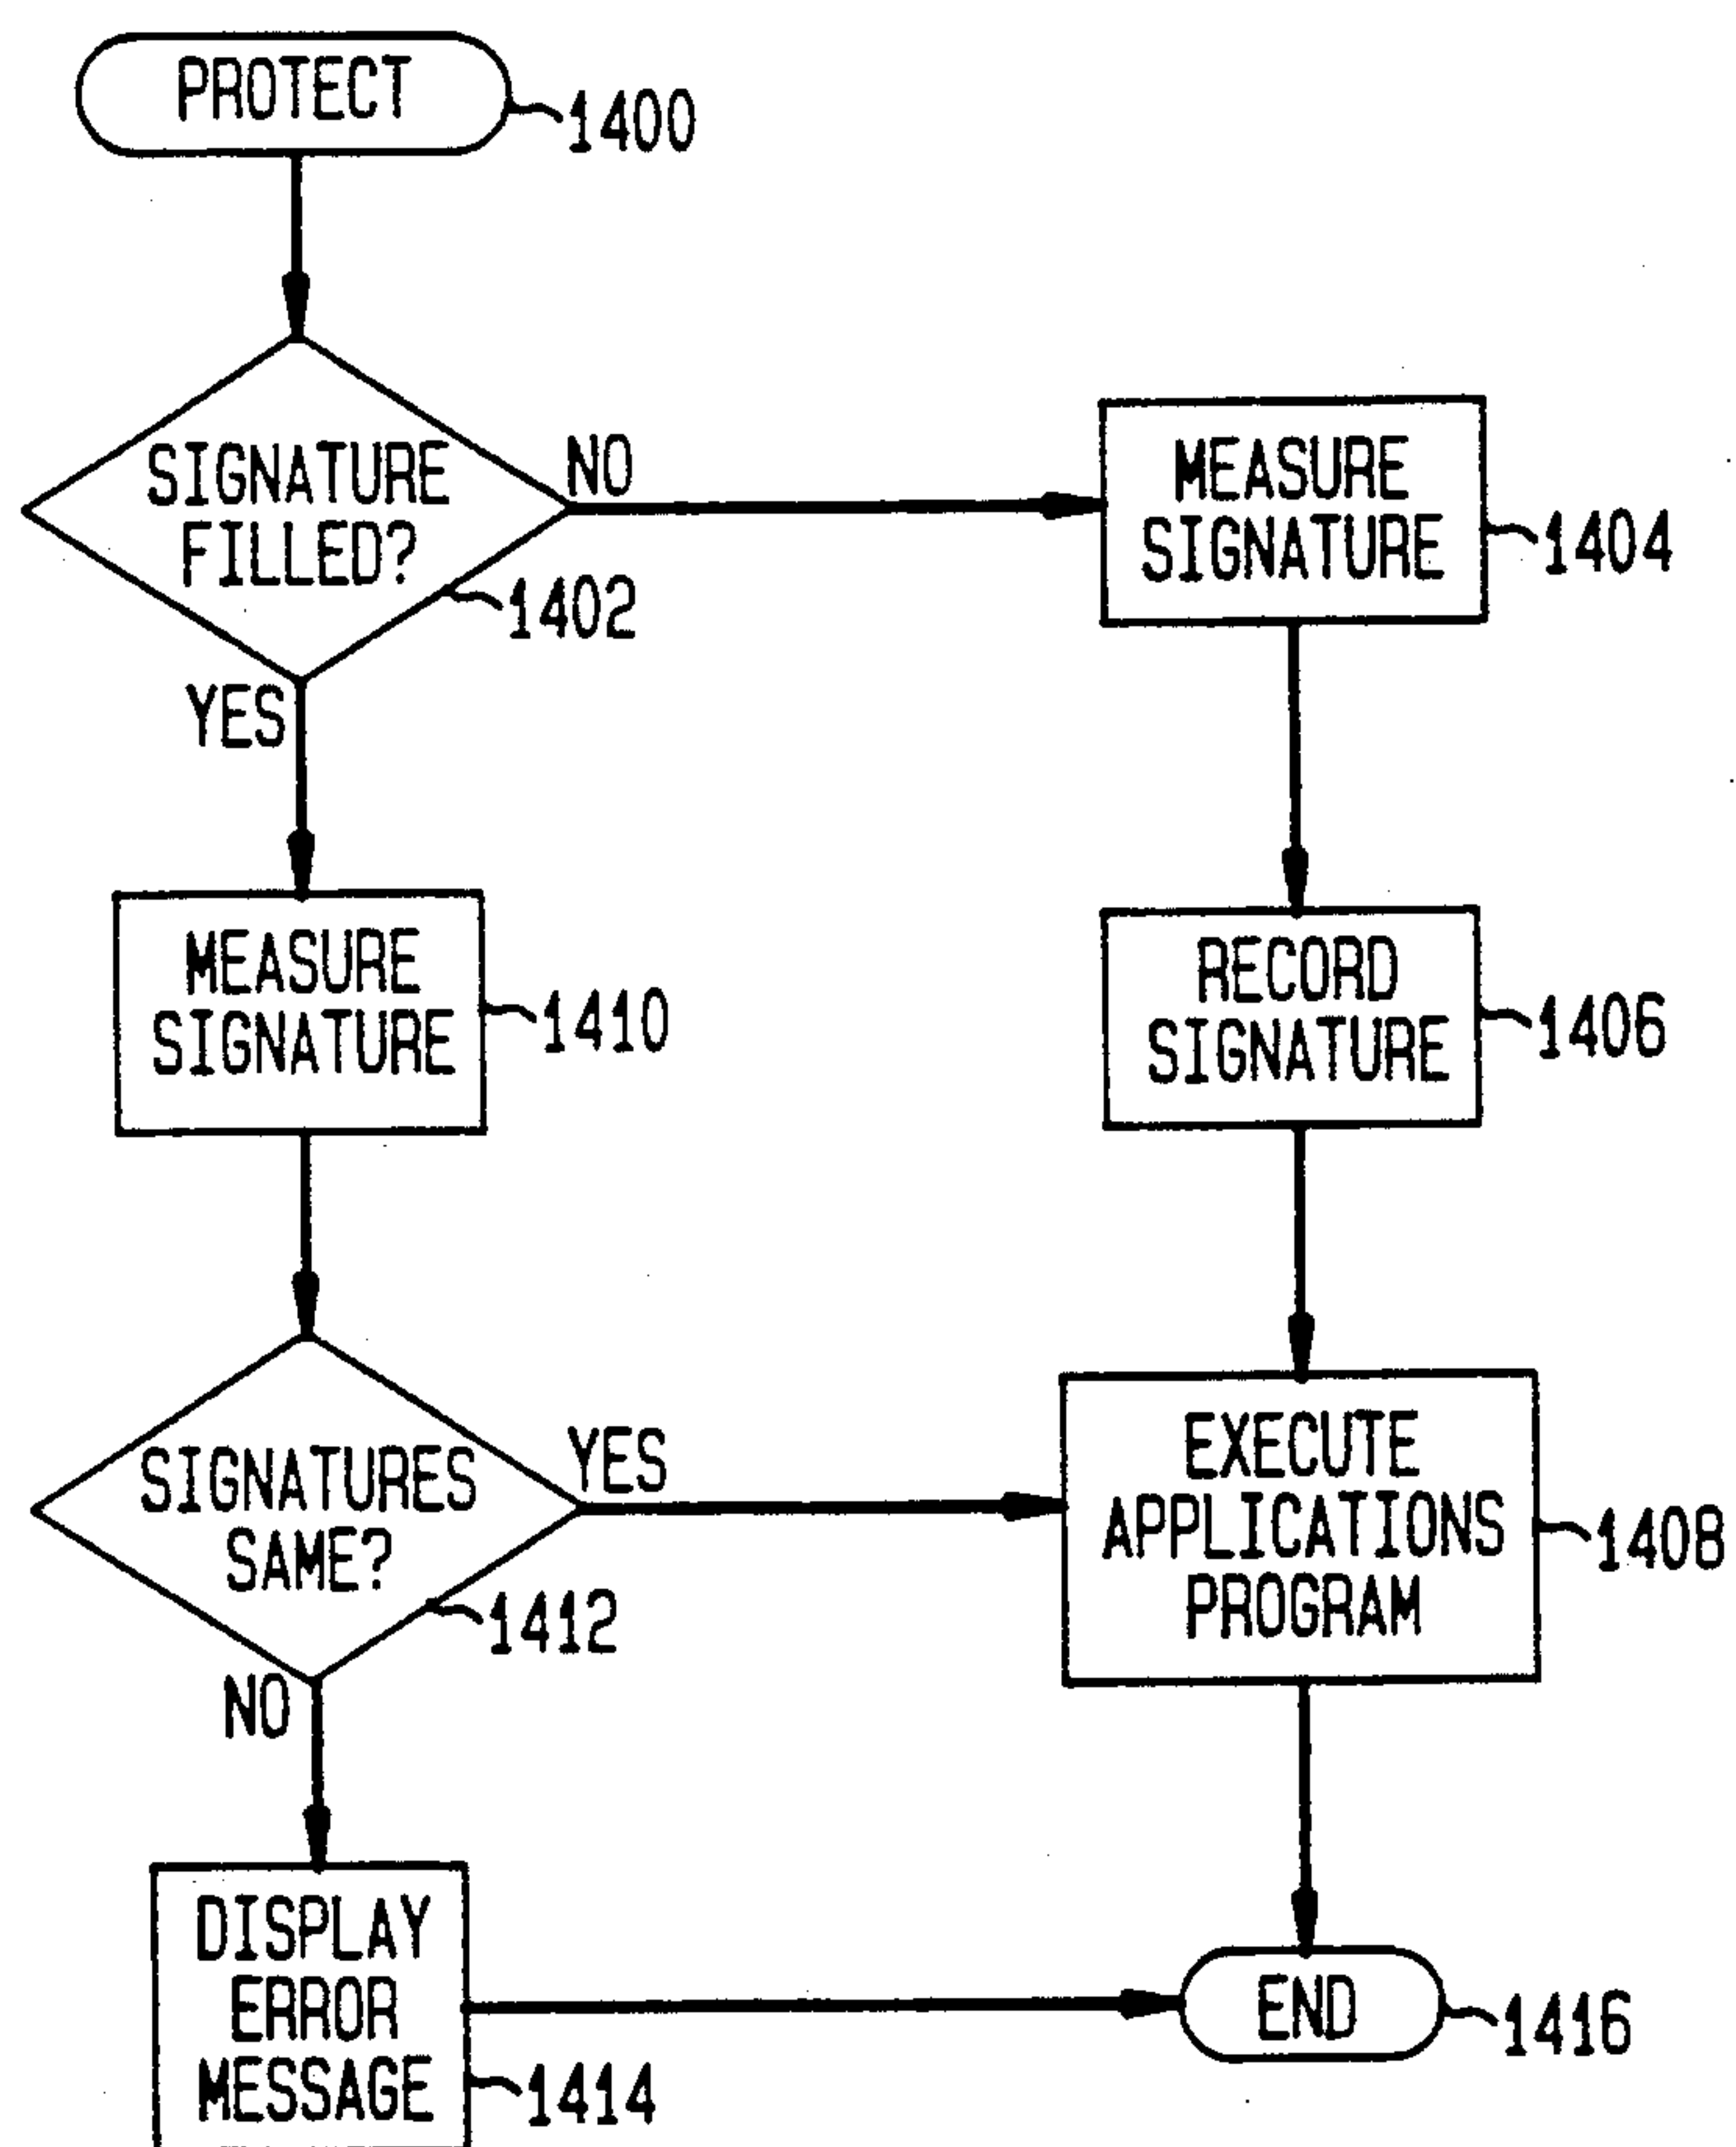 PROTECT
1400
SIGNATURE
FILLED?
1402
NO
YES
MEASURE
SIGNATURE
1404
MEASURE
SIGNATURE
1410
RECORD
SIGNATURE
1406
SIGNATURES
SAME?
1412
YES
NO
EXECUTE
APPLICATIONS
PROGRAM
1408
DISPLAY
ERROR
MESSAGE
1414
END
1416